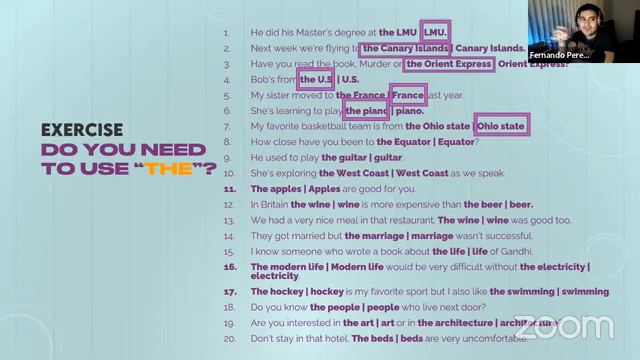 EXERCISE
DO YOU NEED
TO USE “THE”?
1. He did his Master's degree at the LMU | LMU.
2. Next week we're flying to the Canary Islands | Canary Islands.
3. Have you read the book, Murder on the Orient Express | Orient Express?
4. Bob's from the U.S | U.S.
5. My sister moved to the France | France last year.
6. She's learning to play the piano | piano.
7. My favorite basketball team is from the Ohio state | Ohio state
8. How close have you been to the Equator | Equator?
9. He used to play the guitar | guitar.
10. She's exploring the West Coast | West Coast as we speak.
11. The apples | Apples are good for you.
12. In Britain the wine | wine is more expensive than the beer | beer.
13. We had a very nice meal in that restaurant. The wine | wine was good too.
14. They got married but the marriage | marriage wasn't successful.
15. I know someone who wrote a book about the life | life of Gandhi.
16. The modern life | Modern life would be very difficult without the electricity |
electricity.
17. The hockey | hockey is my favorite sport but I also like the swimming | swimming.
18. Do you know the people | people who live next door?
19. Are you interested in the art | art or in the architecture | architecture?
20. Don't stay in that hotel. The beds | beds are very uncomfortable.
Fernando Pere...
zoom